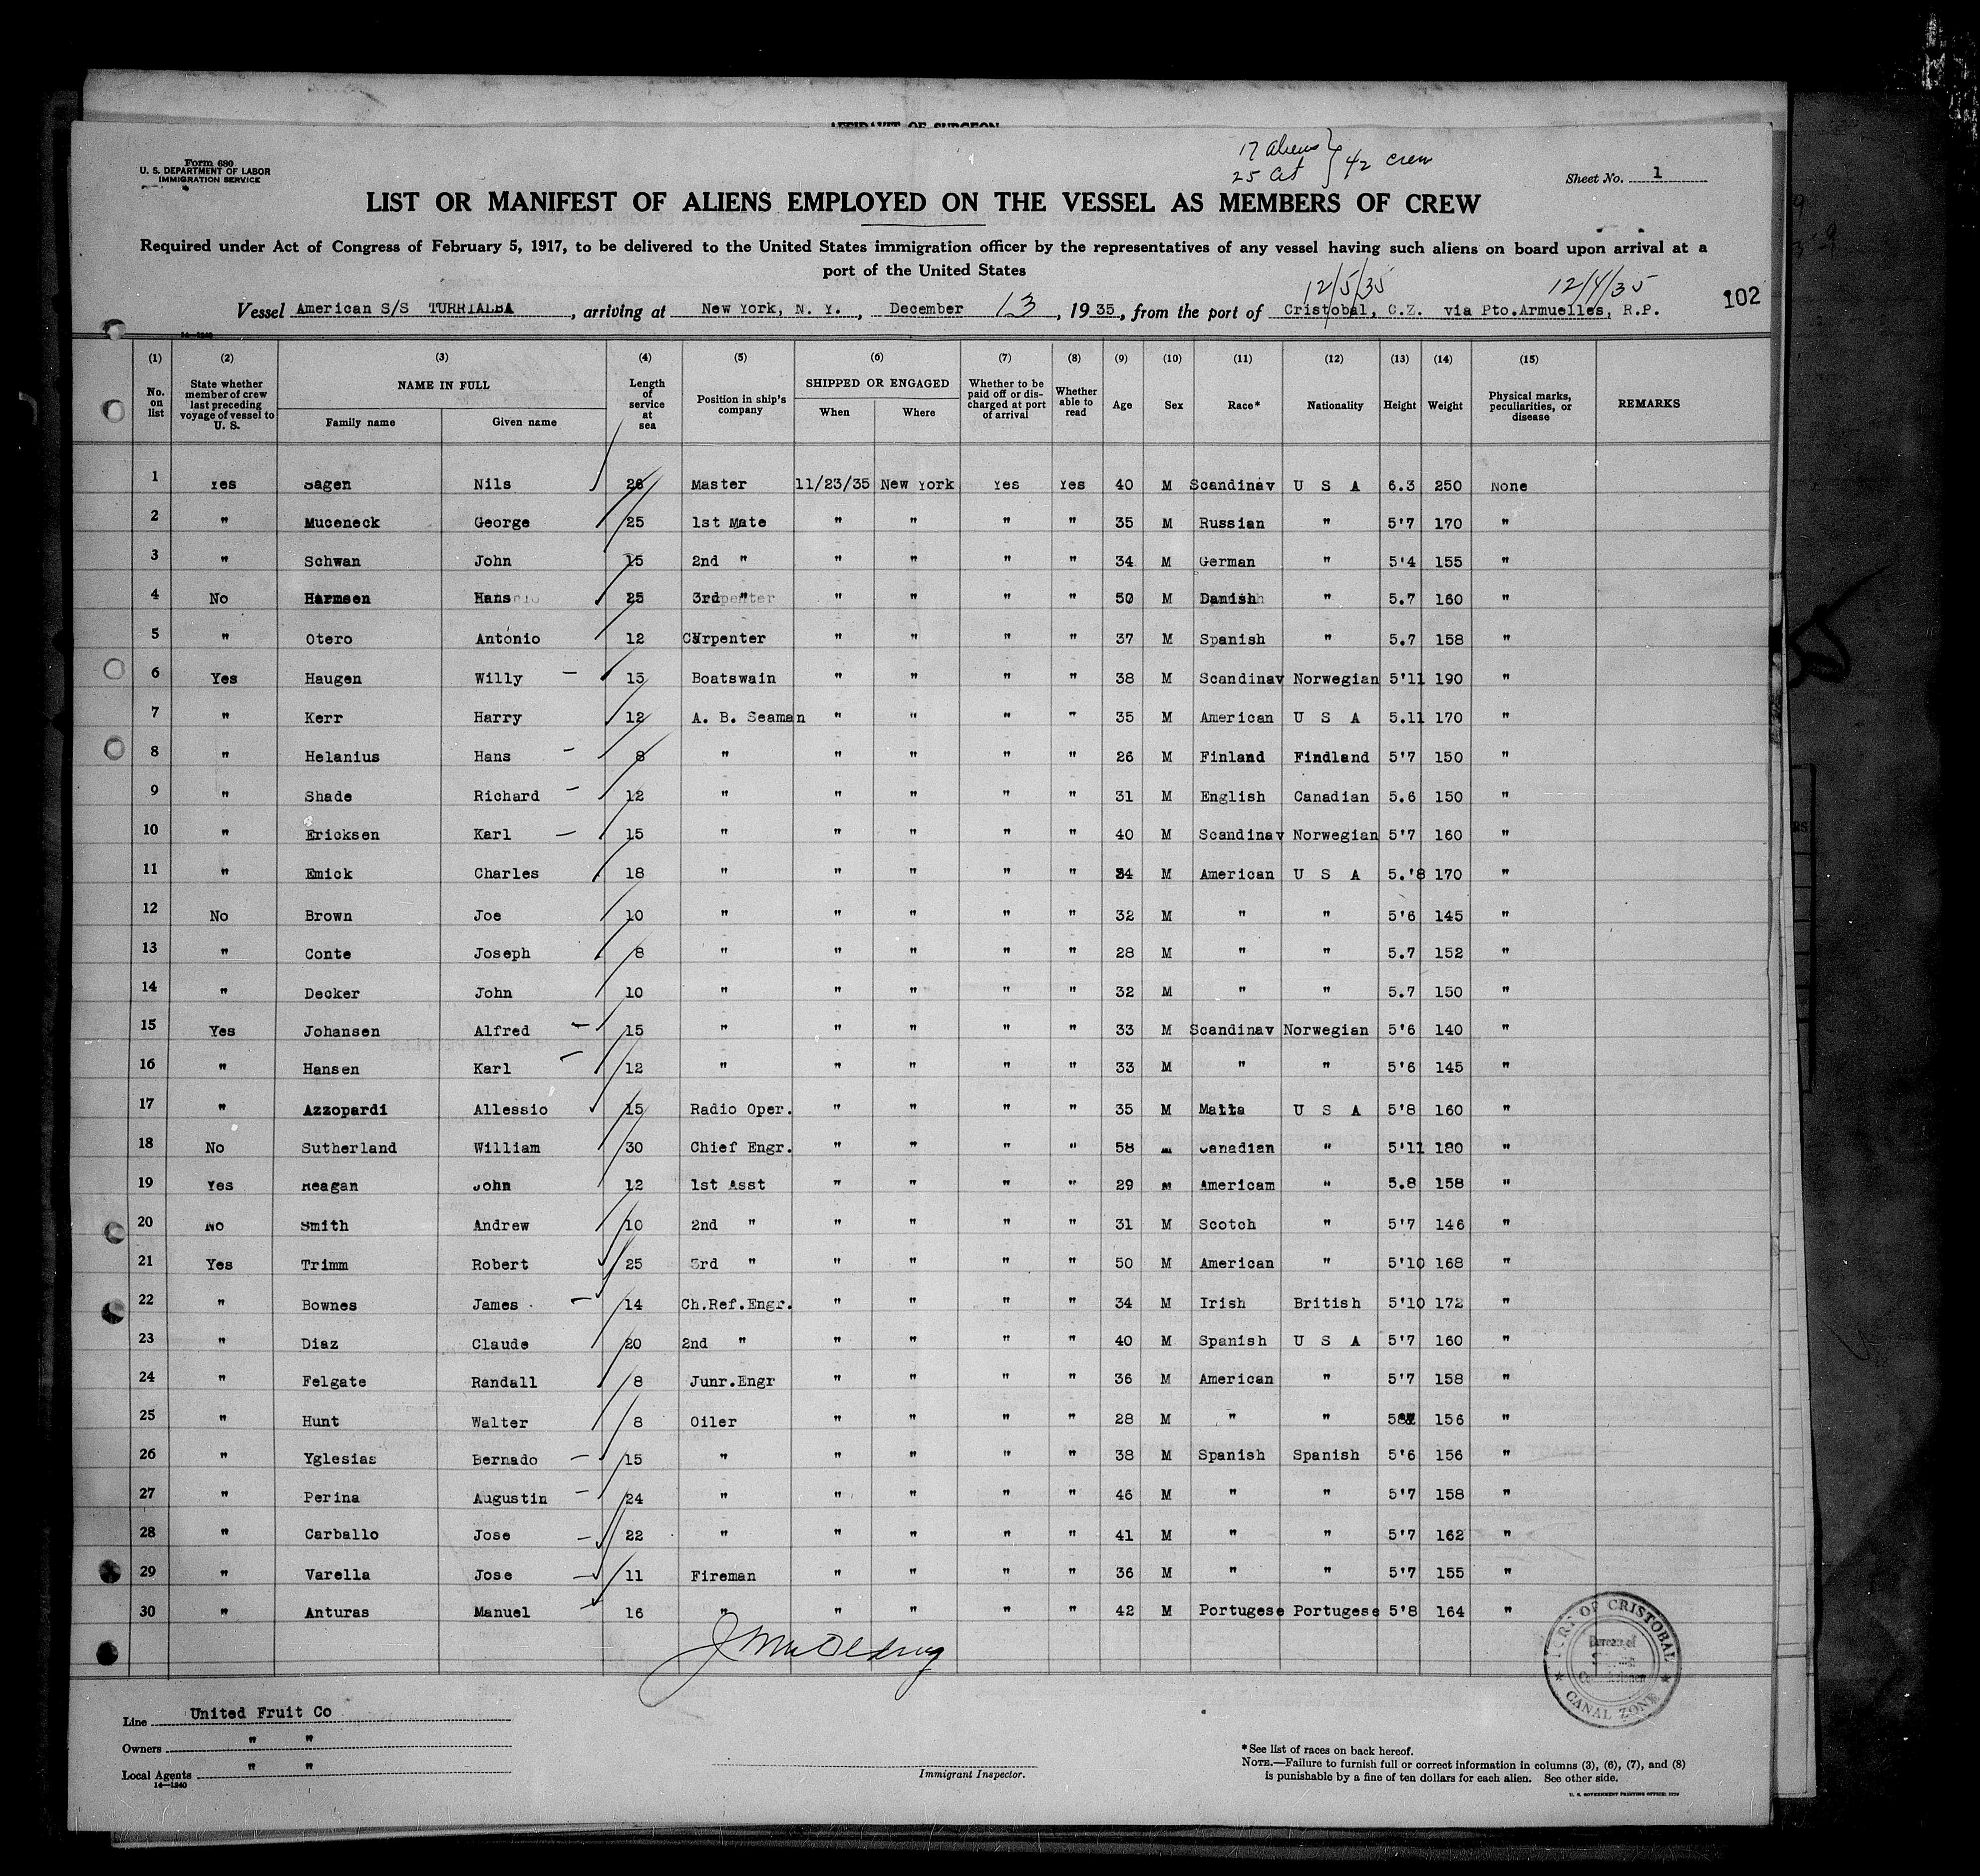 AFFIDAVIT OF SURGEON
Form 680
U. S. DEPARTMENT OF LABOR
IMMIGRATION SERVICE
17 aliens
25 cit } 42 crew
Sheet No. 1
LIST OR MANIFEST OF ALIENS EMPLOYED ON THE VESSEL AS MEMBERS OF CREW
Required under Act of Congress of February 5, 1917, to be delivered to the United States immigration officer by the representatives of any vessel having such aliens on board upon arrival at a
port of the United States
12/5/35 12/4/35
Vessel American S/S TURRIALBA, arriving at New York, N. Y., December 13, 1935, from the port of Cristobal, C.Z. via Pto.Armuelles, R.P.
102
14-1240
(1) (2) (3) (4) (5) (6) (7) (8) (9) (10) (11) (12) (13) (14) (15)
No. on list State whether member of crew last preceding voyage of vessel to U. S. NAME IN FULL Family name Given name Length of service at sea Position in ship's company SHIPPED OR ENGAGED When Where Whether to be paid off or discharged at port of arrival Whether able to read Age Sex Race* Nationality Height Weight Physical marks, peculiarities, or disease REMARKS
1 Yes Sagen Nils 26 Master 11/23/35 New York Yes Yes 40 M Scandinav U S A 6.3 250 None
2 " Muceneck George 25 1st Mate " " " " 35 M Russian " 5'7 170 "
3 " Schwan John 15 2nd " " " " " 34 M German " 5'4 155 "
4 No Harmsen Hans 25 3rd " " " " " 50 M Danish " 5.7 160 "
5 " Otero Antonio 12 Carpenter " " " " 37 M Spanish " 5.7 158 "
6 Yes Haugen Willy 15 Boatswain " " " " 38 M Scandinav Norwegian 5'11 190 "
7 " Kerr Harry 12 A. B. Seaman " " " " 35 M American U S A 5.11 170 "
8 " Helanius Hans 8 " " " " " 26 M Finland Findland 5'7 150 "
9 " Shade Richard 12 " " " " " 31 M English Canadian 5.6 150 "
10 " Ericksen Karl 15 " " " " " 40 M Scandinav Norwegian 5'7 160 "
11 " Emick Charles 18 " " " " " 34 M American U S A 5.'8 170 "
12 No Brown Joe 10 " " " " " 32 M " " 5'6 145 "
13 " Conte Joseph 8 " " " " " 28 M " " 5.7 152 "
14 " Decker John 10 " " " " " 32 M " " 5.7 150 "
15 Yes Johansen Alfred 15 " " " " " 33 M Scandinav Norwegian 5'6 140 "
16 " Hansen Karl 12 " " " " " 33 M " " 5'6 145 "
17 " Azzopardi Allessio 15 Radio Oper. " " " " 35 M Malta U S A 5'8 160 "
18 No Sutherland William 30 Chief Engr. " " " " 58 M Canadian " 5'11 180 "
19 Yes Reagan John 12 1st Asst " " " " 29 M Americam " 5.8 158 "
20 No Smith Andrew 10 2nd " " " " " 31 M Scotch " 5'7 146 "
21 Yes Trimm Robert 25 3rd " " " " " 50 M American " 5'10 168 "
22 " Bownes James 14 Ch.Ref.Engr. " " " " 34 M Irish British 5'10 172 "
23 " Diaz Claude 20 2nd " " " " " 40 M Spanish U S A 5'7 160 "
24 " Felgate Randall 8 Junr.Engr " " " " 36 M American " 5'7 158 "
25 " Hunt Walter 8 Oiler " " " " 28 M " " 156 "
26 " Yglesias Bernado 15 " " " " " 38 M Spanish Spanish 5'6 156 "
27 " Perina Augustin 24 " " " " " 46 M " " 5'7 158 "
28 " Carballo Jose 22 " " " " " 41 M " " 5'7 162 "
29 " Varella Jose 11 Fireman " " " " 36 M " " 5'7 155 "
30 " Anturas Manuel 16 " " " " " 42 M Portugese Portugese 5'8 164 "
PORT OF CRISTOBAL
CANAL ZONE
Line United Fruit Co
Owners " "
Local Agents " "
14-1240
Immigrant Inspector.
*See list of races on back hereof.
NOTE.—Failure to furnish full or correct information in columns (3), (6), (7), and (8)
is punishable by a fine of ten dollars for each alien. See other side.